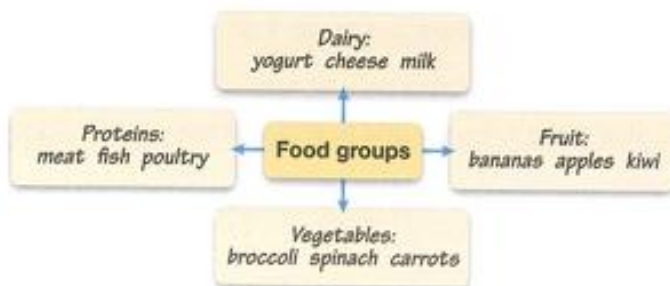 Dairy:
yogurt cheese milk
Proteins:
meat fish poultry
Food groups
Fruit:
bananas apples kiwi
Vegetables:
broccoli spinach carrots